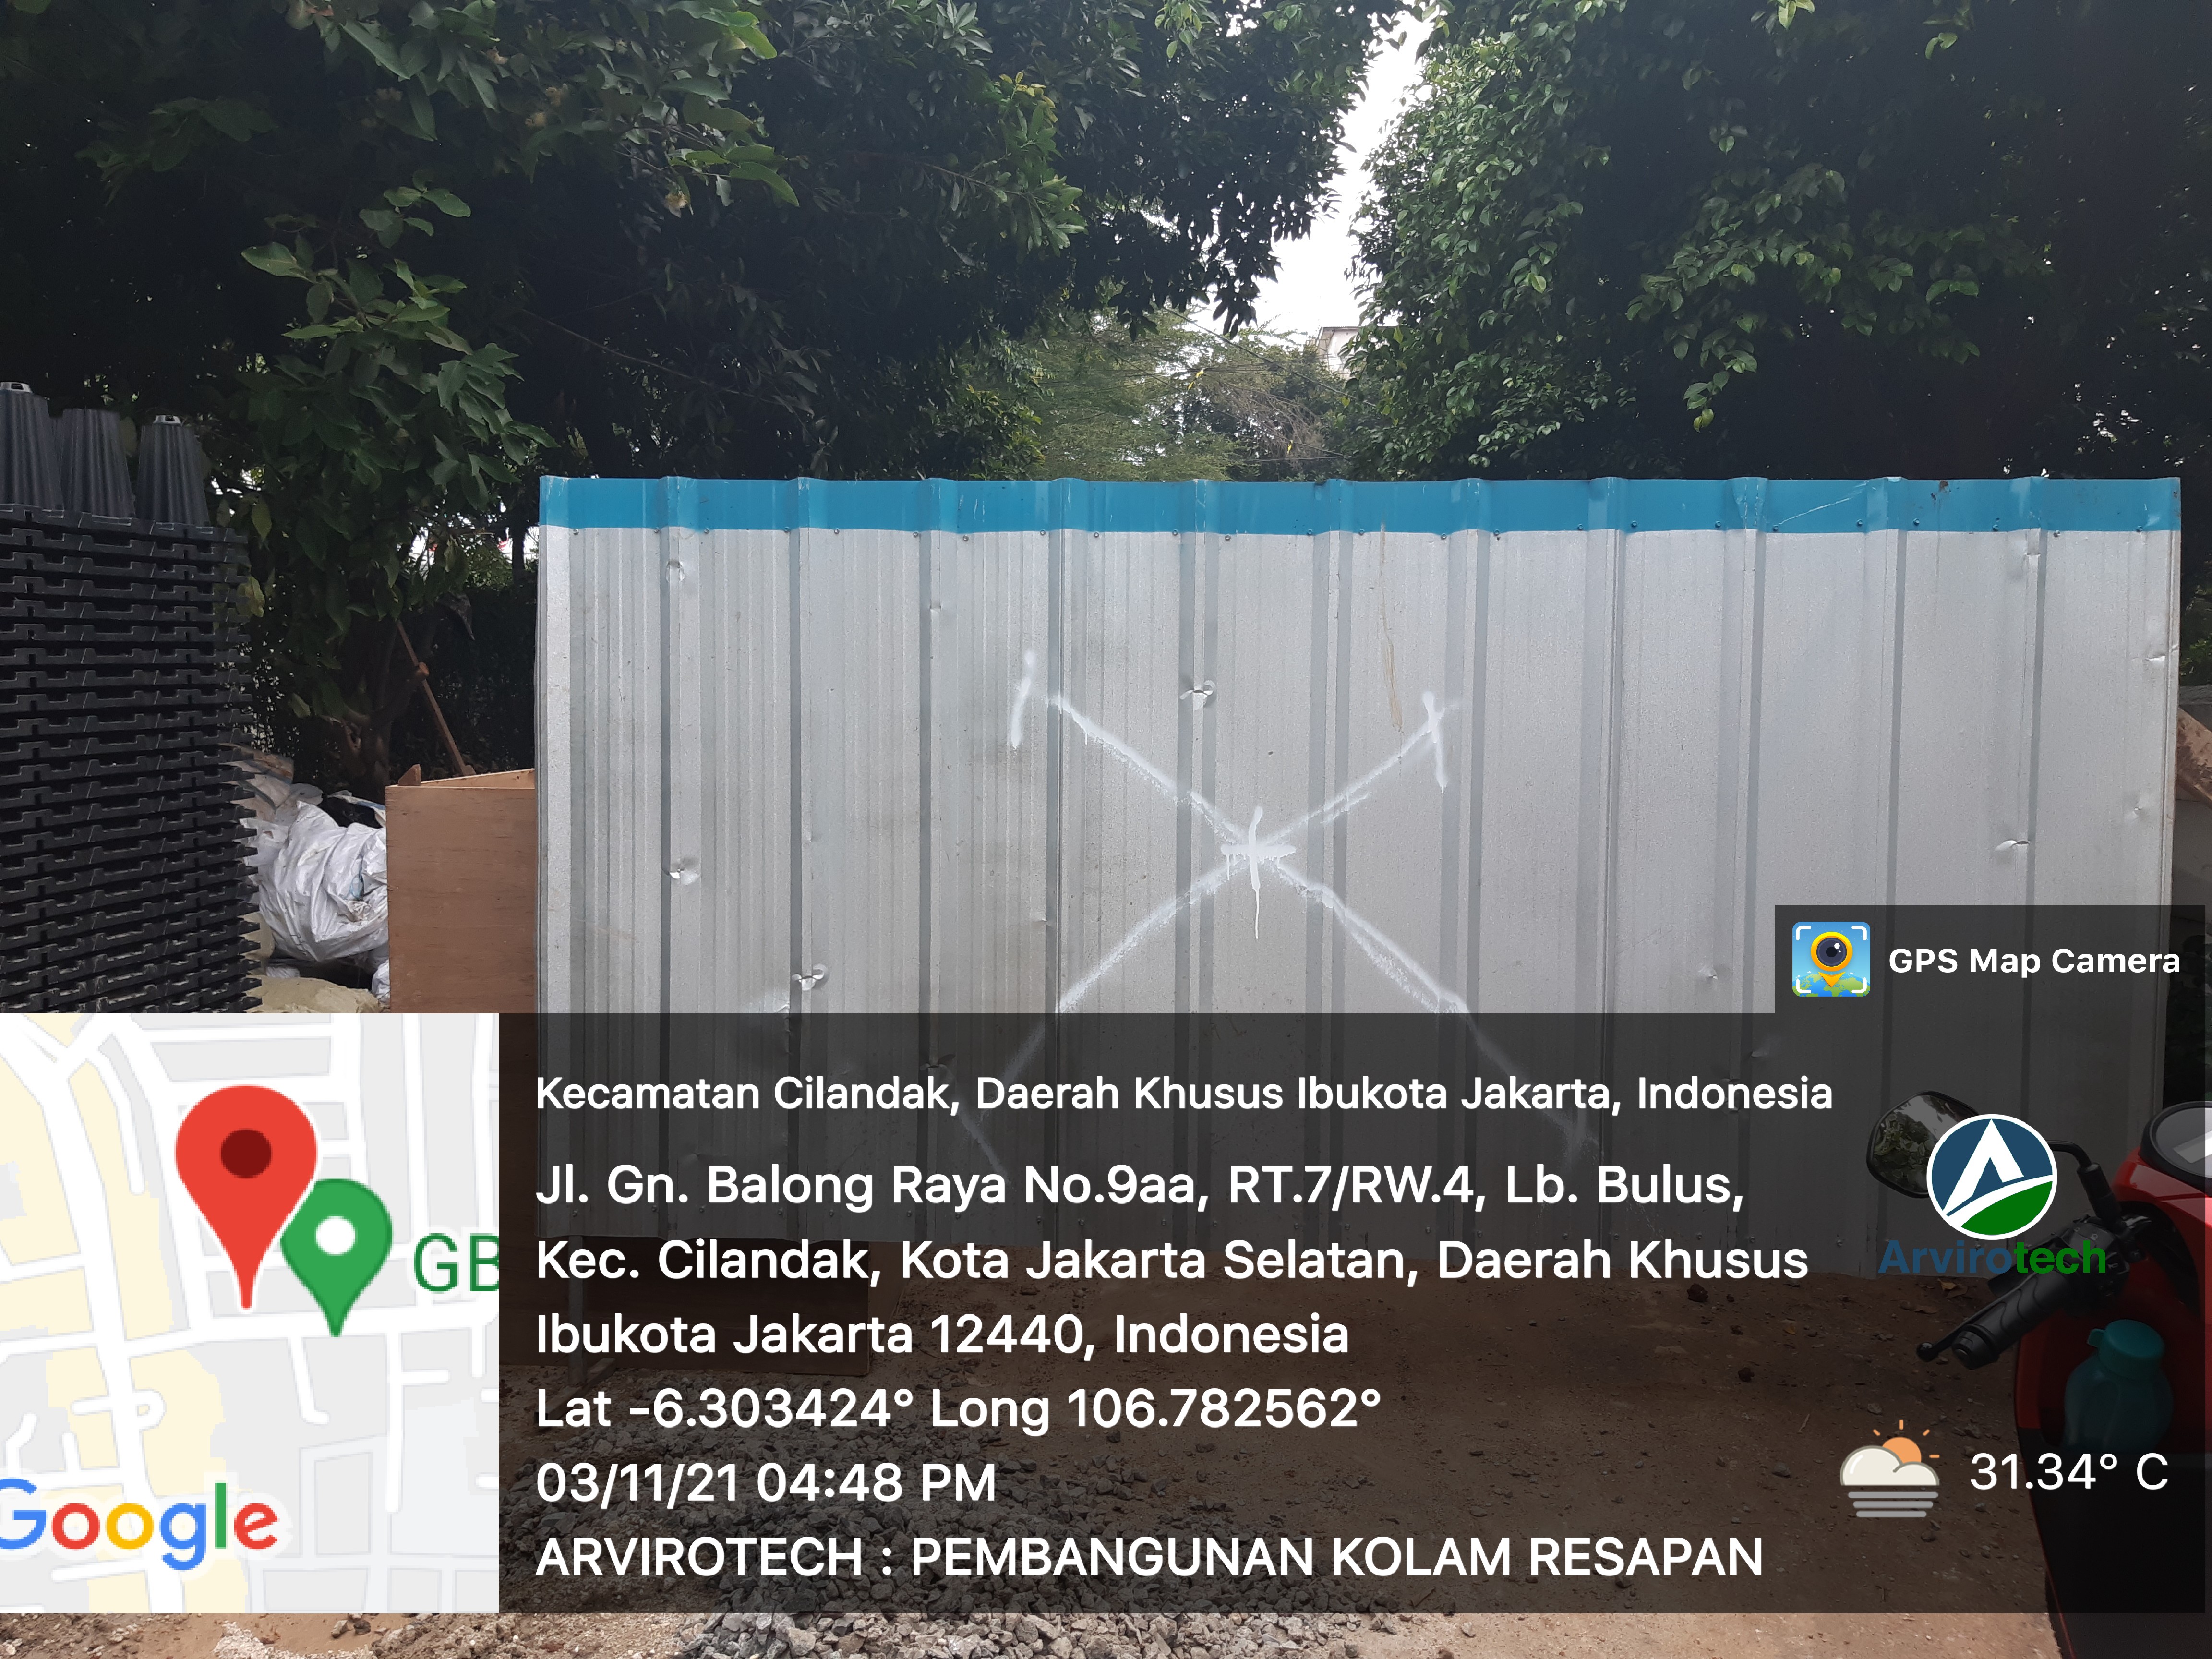 GPS Map Camera
Kecamatan Cilandak, Daerah Khusus Ibukota Jakarta, Indonesia
Jl. Gn. Balong Raya No.9aa, RT.7/RW.4, Lb. Bulus,
Kec. Cilandak, Kota Jakarta Selatan, Daerah Khusus
Ibukota Jakarta 12440, Indonesia
Lat -6.303424° Long 106.782562°
03/11/21 04:48 PM
ARVIROTECH : PEMBANGUNAN KOLAM RESAPAN
Arvirotech
31.34° C
GB
Google